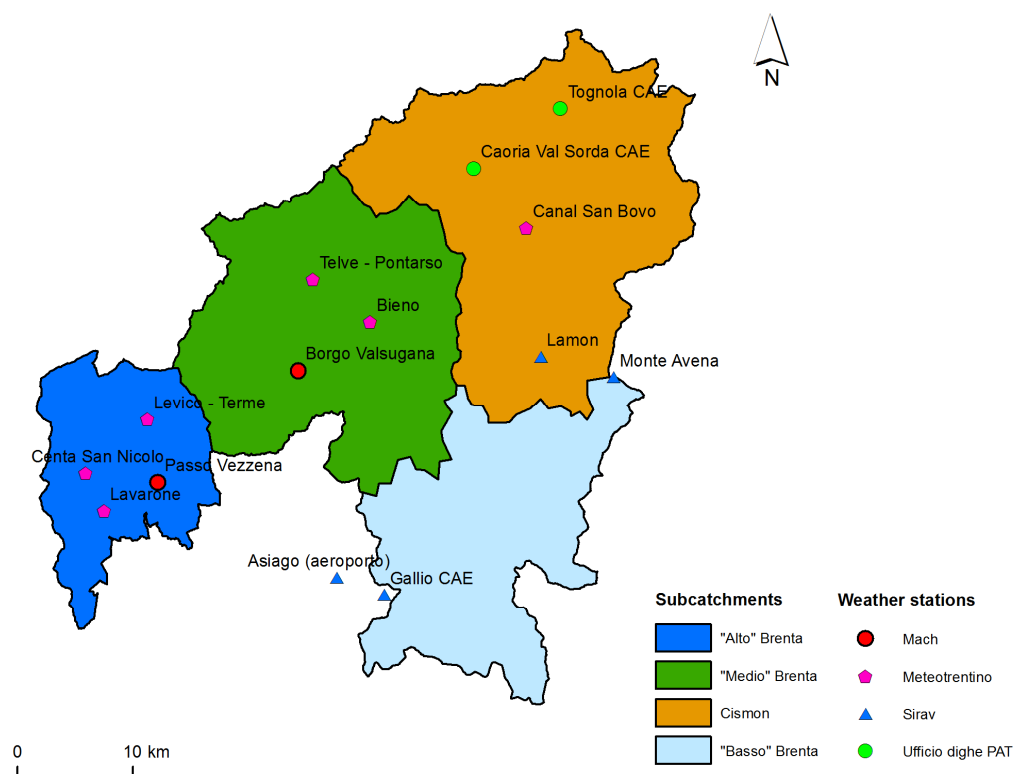 Tognola CAE
N
Caoria Val Sorda CAE
Canal San Bovo
Telve - Pontarso
Bieno
Lamon
Borgo Valsugana
Monte Avena
Levico - Terme
Centa San Nicolo
Passo Vezzena
Lavarone
Asiago (aeroporto)
Gallio CAE
Subcatchments
Weather stations
"Alto" Brenta
Mach
"Medio" Brenta
Meteotrentino
Cismon
Sirav
"Basso" Brenta
Ufficio dighe PAT
0
10 km